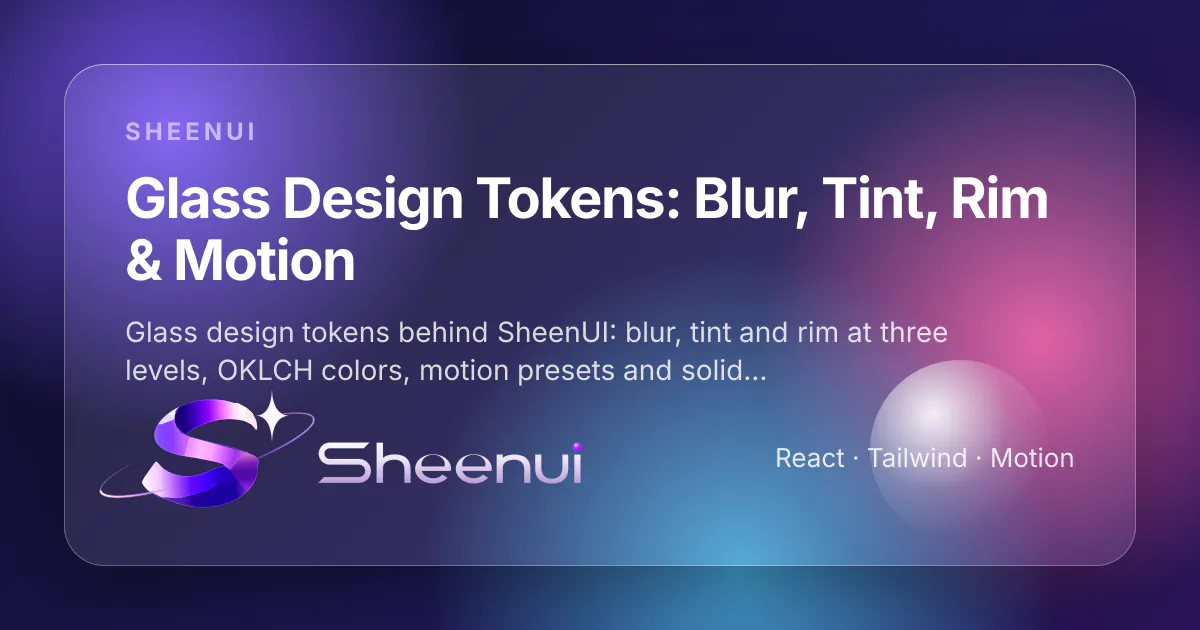 SHEENUI
Glass Design Tokens: Blur, Tint, Rim
& Motion
Glass design tokens behind SheenUI: blur, tint and rim at three
levels, OKLCH colors, motion presets and solid...
Sheenui
React · Tailwind · Motion